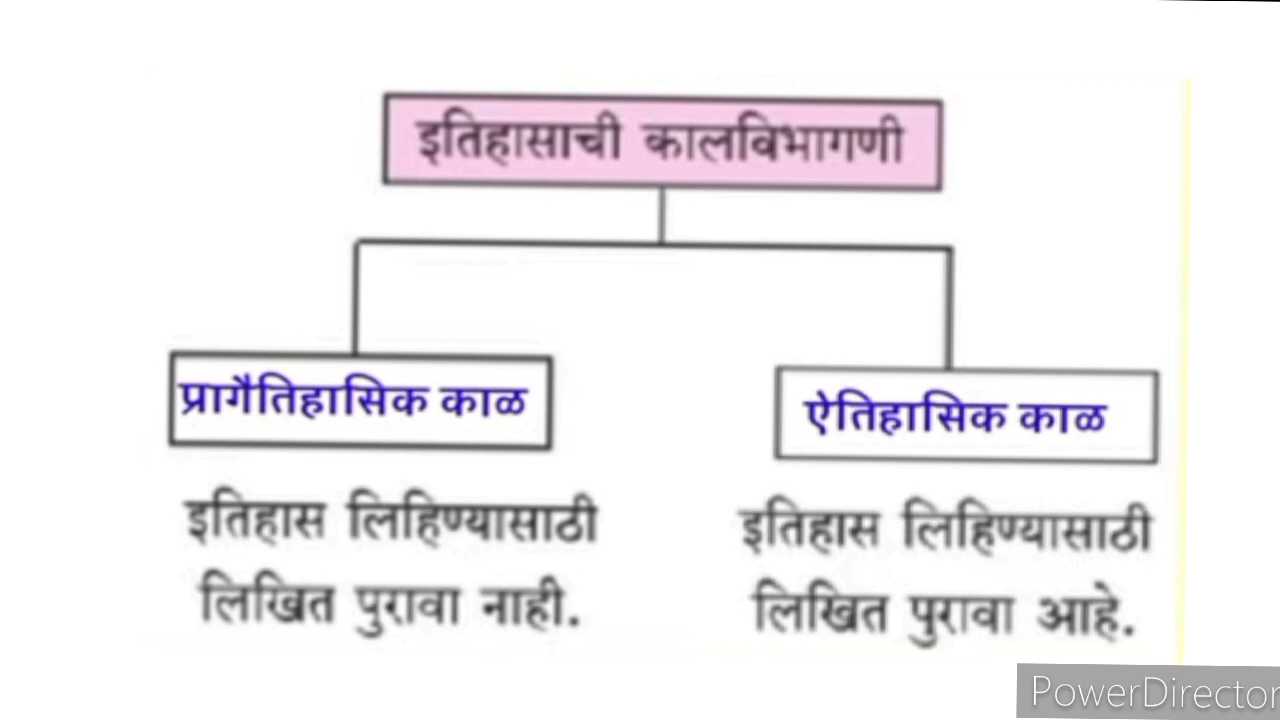 इतिहासाची कालविभागणी
प्रागैतिहासिक काळ
ऐतिहासिक काळ
इतिहास लिहिण्यासाठी
लिखित पुरावा नाही.
इतिहास लिहिण्यासाठी
लिखित पुरावा आहे.
PowerDirector